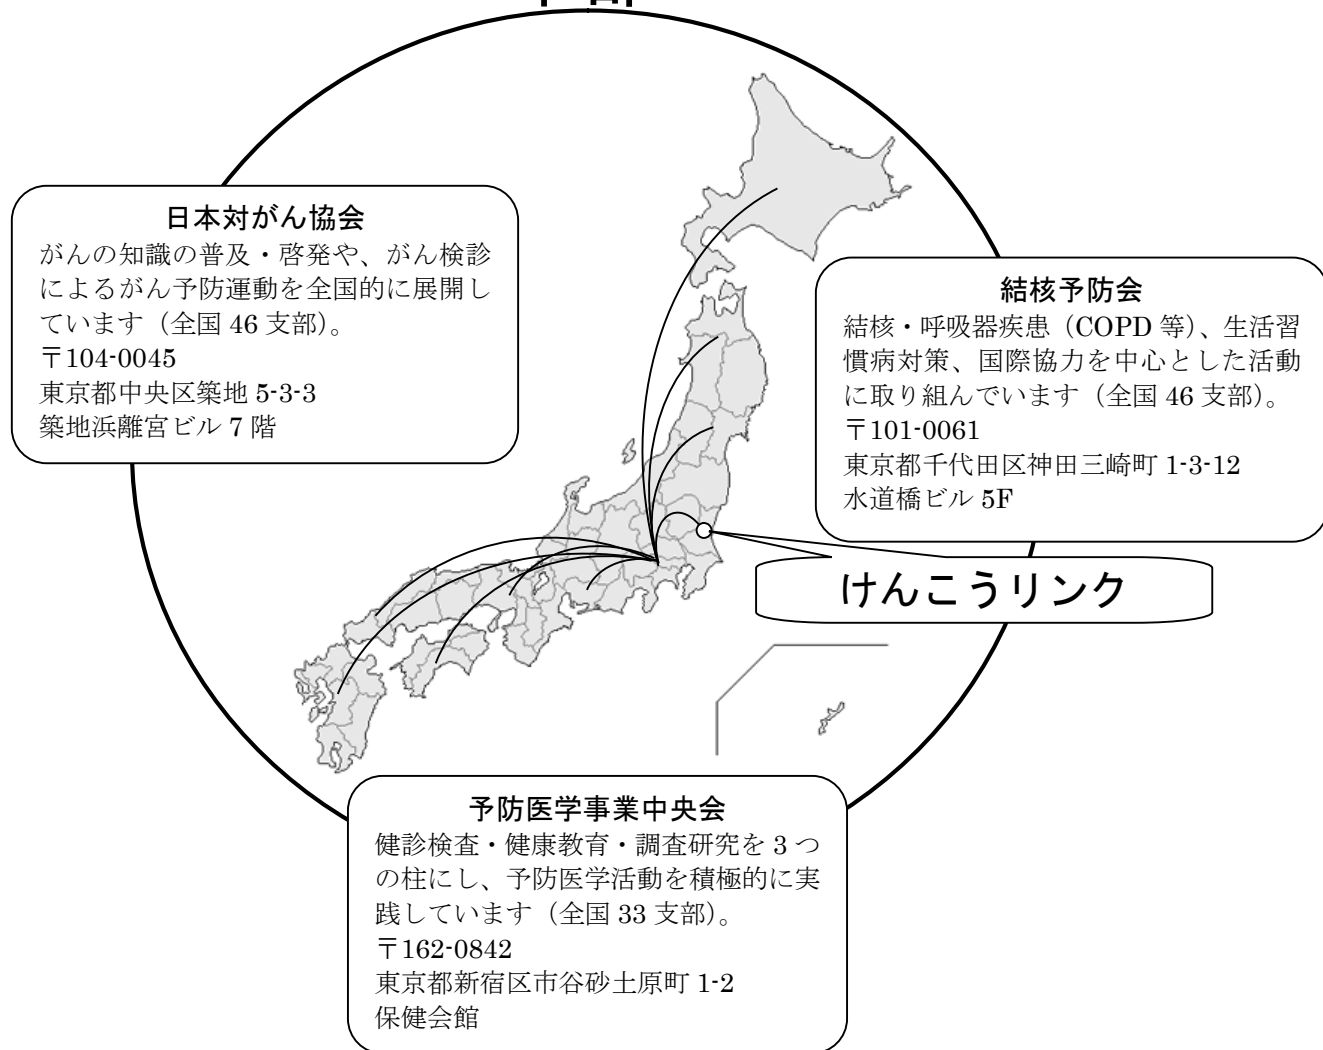 日本対がん協会
がんの知識の普及・啓発や、がん検診
によるがん予防運動を全国的に展開し
ています（全国 46 支部）。
〒104-0045
東京都中央区築地 5-3-3
築地浜離宮ビル 7 階
結核予防会
結核・呼吸器疾患（COPD 等）、生活習
慣病対策、国際協力を中心とした活動
に取り組んでいます（全国 46 支部）。
〒101-0061
東京都千代田区神田三崎町 1-3-12
水道橋ビル 5F
けんこうリンク
予防医学事業中央会
健診検査・健康教育・調査研究を 3 つ
の柱にし、予防医学活動を積極的に実
践しています（全国 33 支部）。
〒162-0842
東京都新宿区市谷砂土原町 1-2
保健会館